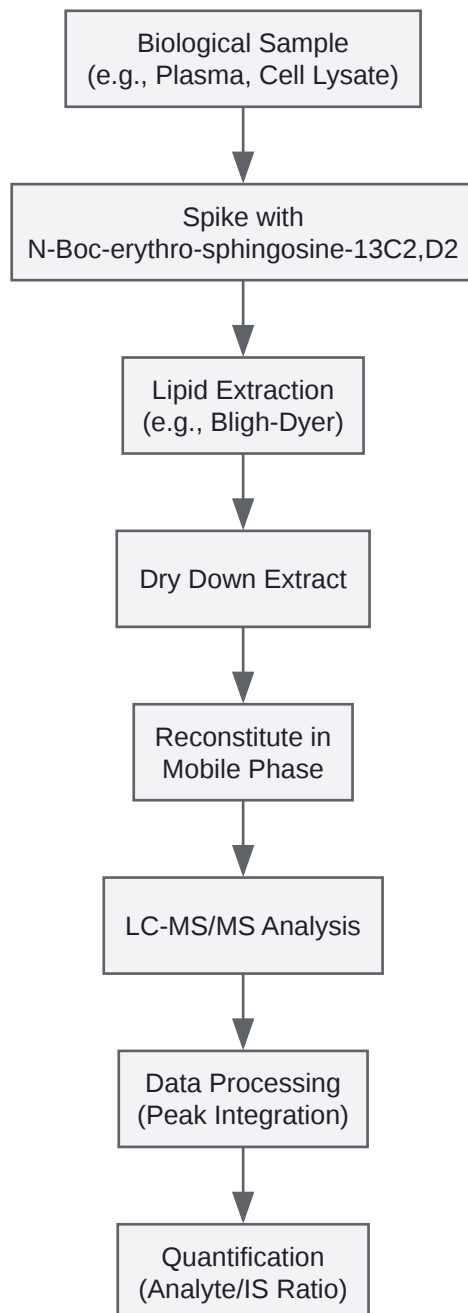 Biological Sample
(e.g., Plasma, Cell Lysate)
Spike with
N-Boc-erythro-sphingosine-13C2,D2
Lipid Extraction
(e.g., Bligh-Dyer)
Dry Down Extract
Reconstitute in
Mobile Phase
LC-MS/MS Analysis
Data Processing
(Peak Integration)
Quantification
(Analyte/IS Ratio)